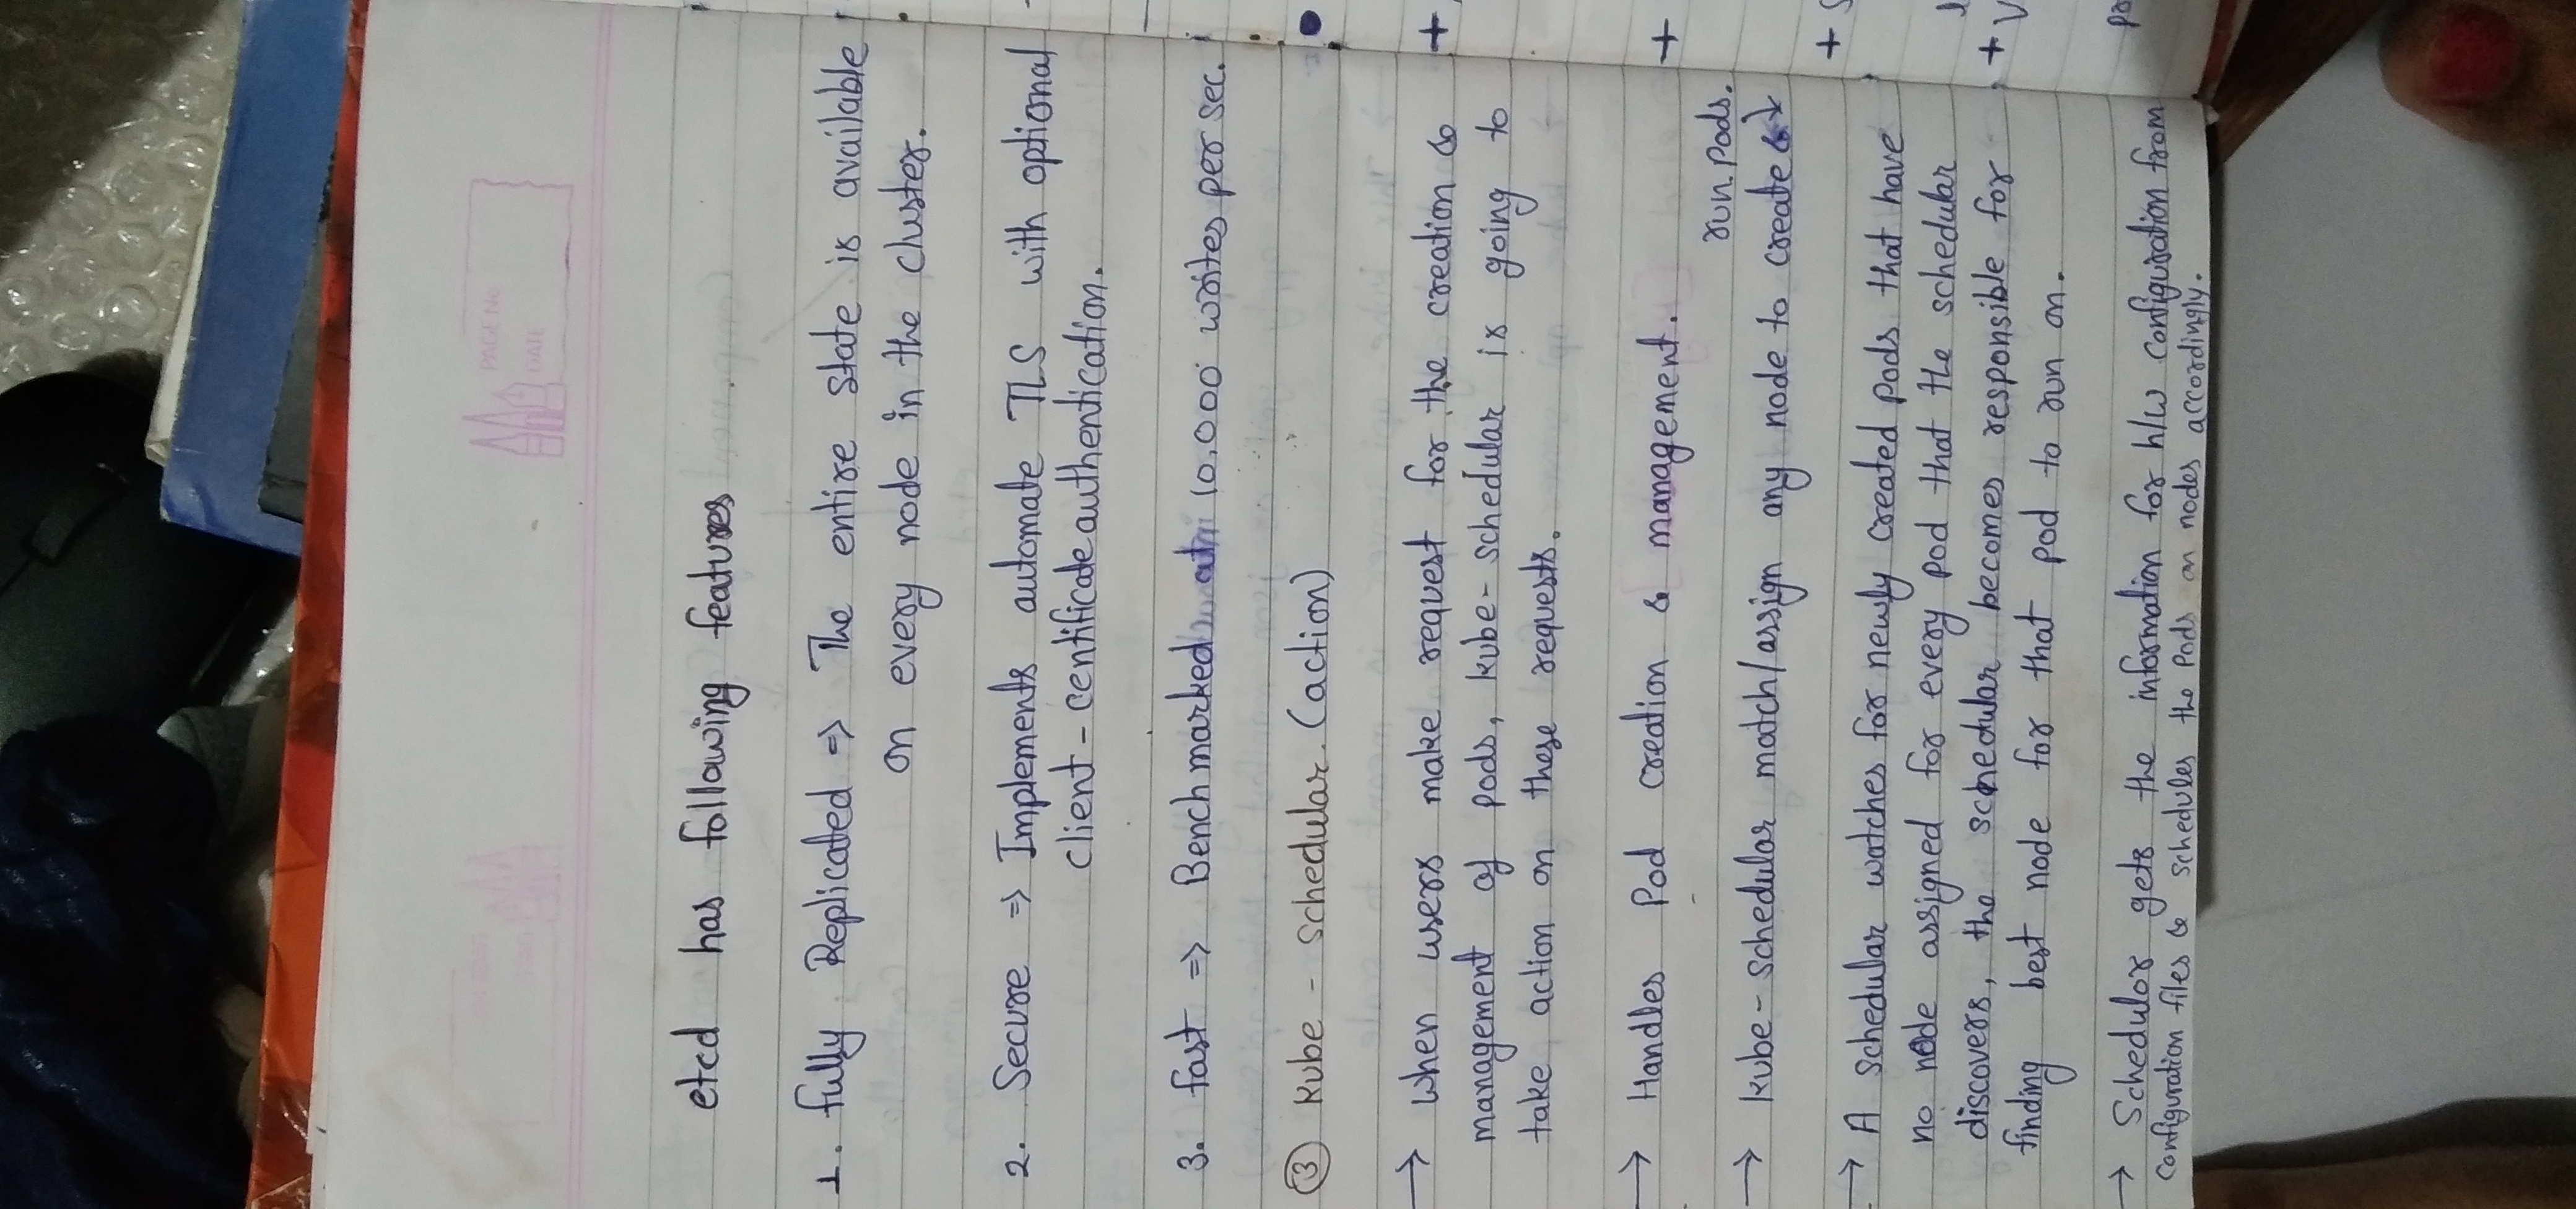 PAGE No
DATE
etcd has following features
1. fully Replicated => The entire state is available
on every node in the cluster.
2. Secure => Implements automate TLS with optional
client - centificate authentication.
3. fast => Benchmarked at 10,000 writes per sec.
③ Kube - schedular. (action)
→ when users make request for the creation &
management of pods, kube-schedular is going to
take action on these requests.
→ Handles Pod creation & management.
run pods.
→ kube-schedular match/assign any node to create & ↓
→ A schedular watches for newly created pods that have
no node assigned for every pod that the schedular
discovers, the schedular becomes responsible for
finding best node for that pod to run on.
→ Schedulor gets the information for h/w configuration from
configuration files & schedules the Pods on nodes accordingly.